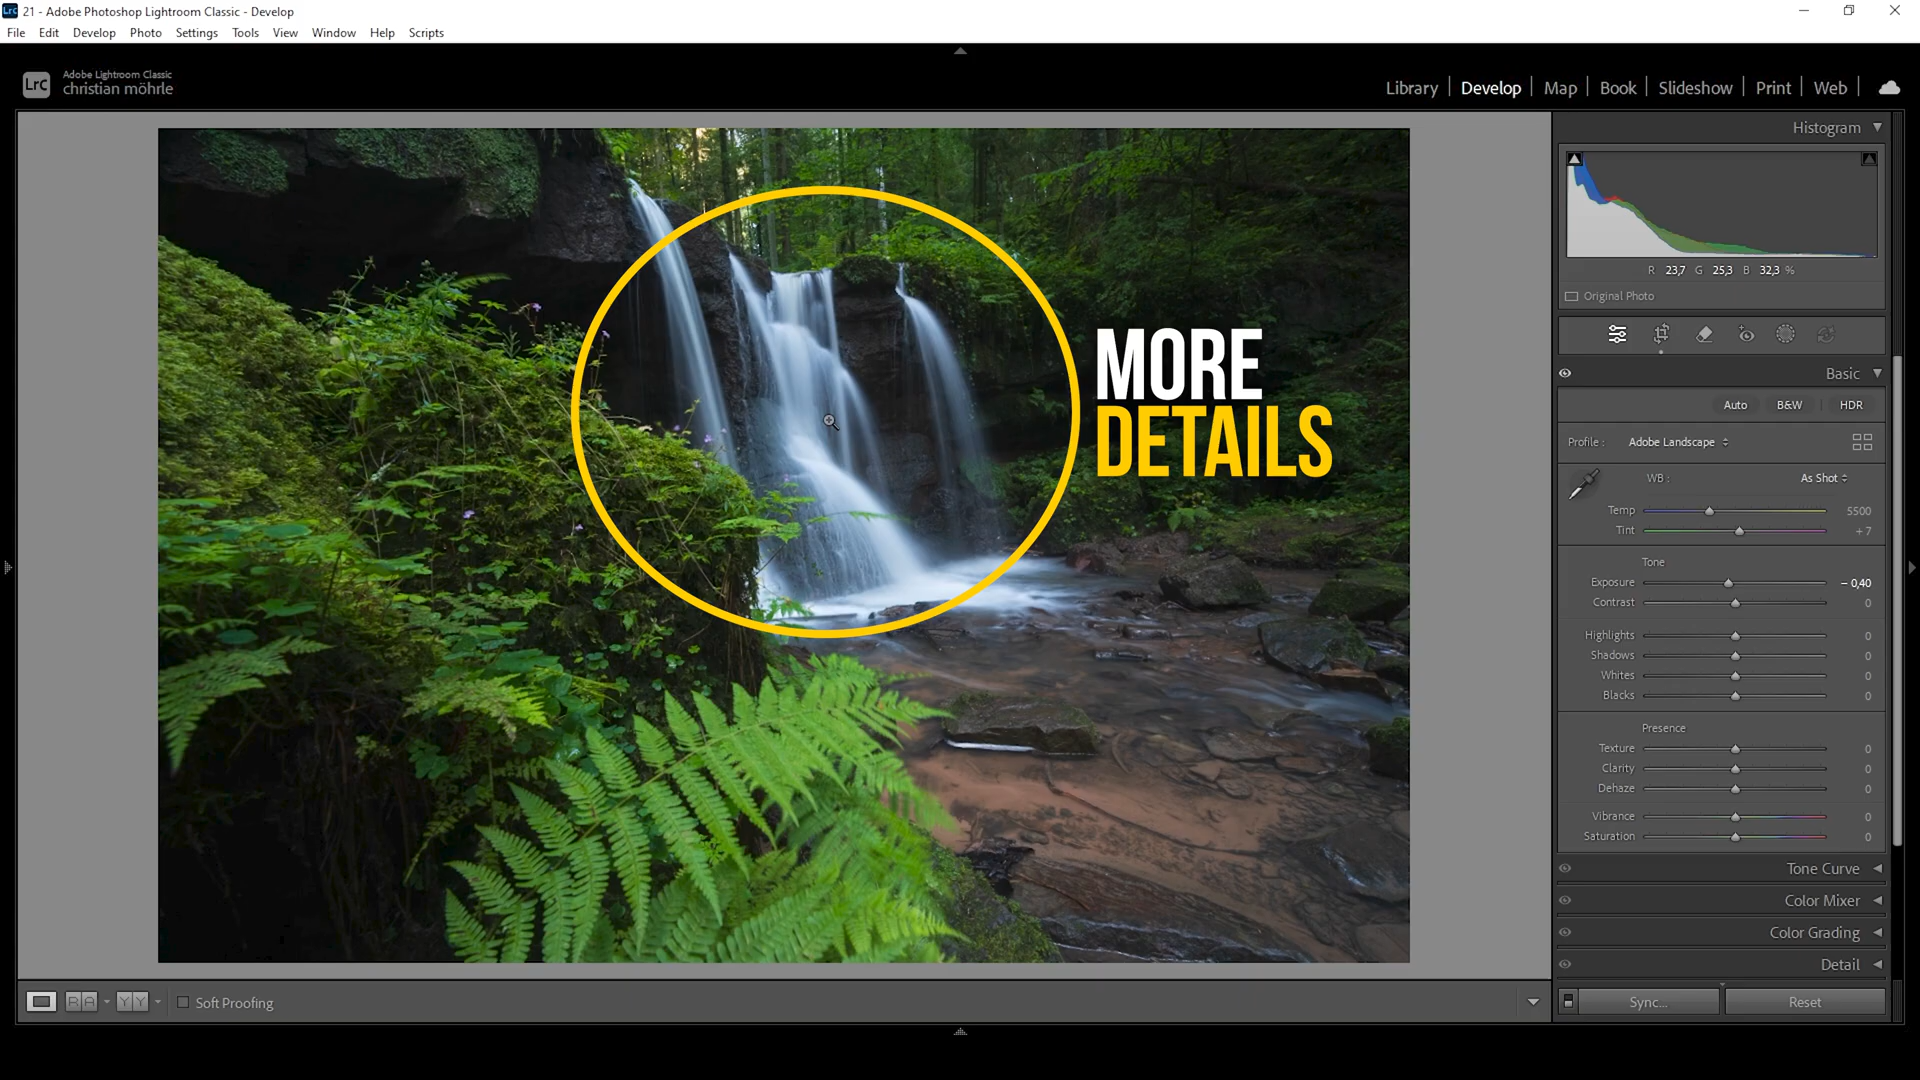 21 - Adobe Photoshop Lightroom Classic - Develop
File Edit Develop Photo Settings Tools View Window Help Scripts
Lrc
Adobe Lightroom Classic
christian möhrle
Library | Develop | Map | Book | Slideshow | Print | Web
Histogram
R 23,7 G 25,3 B 32,3 %
Original Photo
Basic
Auto B&W HDR
Profile : Adobe Landscape
WB : As Shot
Temp 5500
Tint + 7
Tone
Exposure – 0,40
Contrast 0
Highlights 0
Shadows 0
Whites 0
Blacks 0
Presence
Texture 0
Clarity 0
Dehaze 0
Vibrance 0
Saturation 0
Tone Curve
Color Mixer
Color Grading
Detail
Sync... Reset
MORE
DETAILS
R A Y Y Soft Proofing